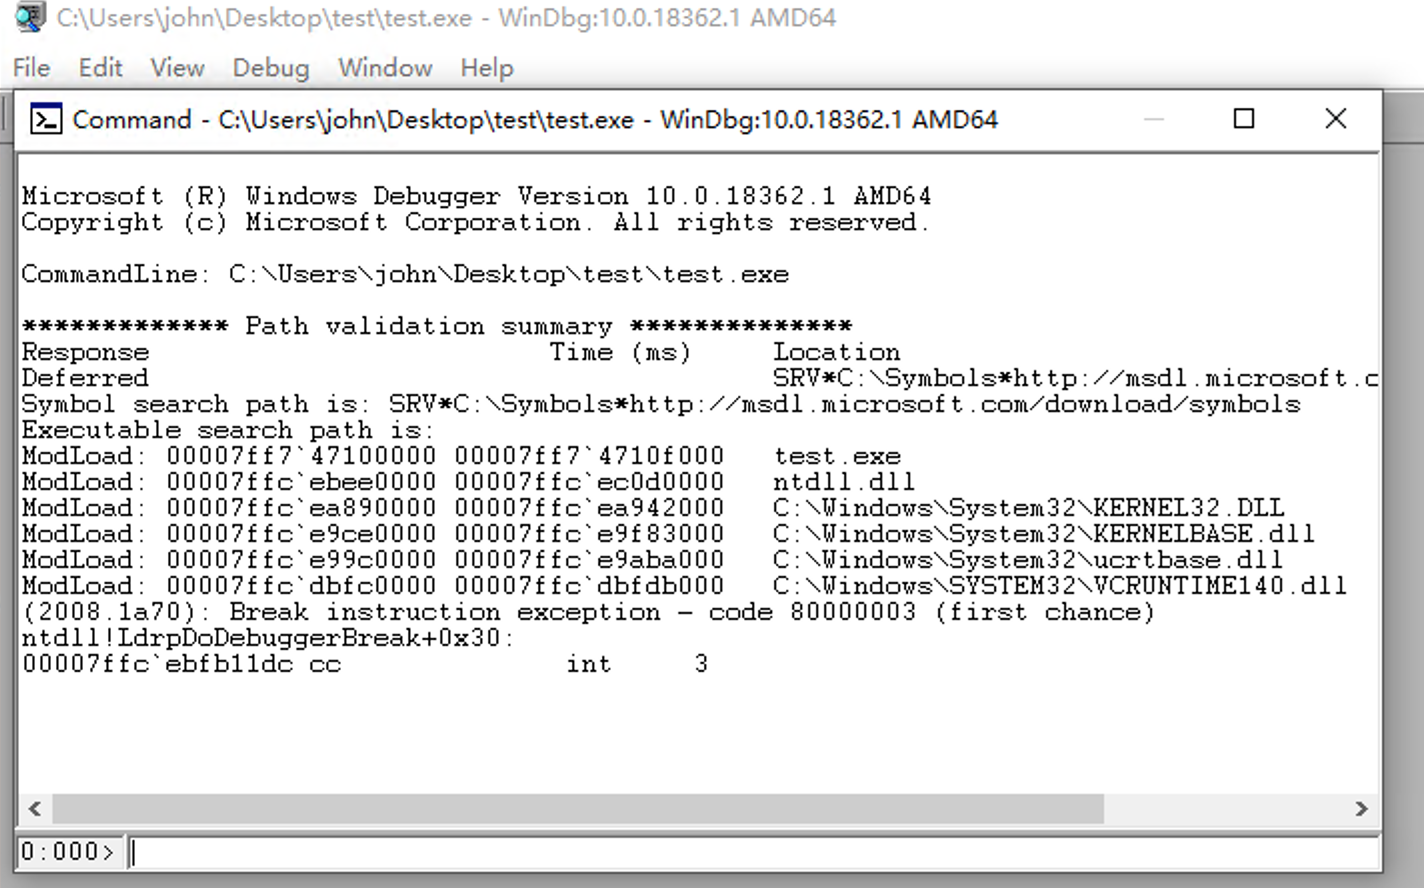 C:\Users\john\Desktop\test\test.exe - WinDbg:10.0.18362.1 AMD64
File Edit View Debug Window Help
Command - C:\Users\john\Desktop\test\test.exe - WinDbg:10.0.18362.1 AMD64
Microsoft (R) Windows Debugger Version 10.0.18362.1 AMD64
Copyright (c) Microsoft Corporation. All rights reserved.
CommandLine: C:\Users\john\Desktop\test\test.exe
************* Path validation summary **************
Response Time (ms) Location
Deferred SRV*C:\Symbols*http://msdl.microsoft.c
Symbol search path is: SRV*C:\Symbols*http://msdl.microsoft.com/download/symbols
Executable search path is:
ModLoad: 00007ff7`47100000 00007ff7`4710f000 test.exe
ModLoad: 00007ffc`ebee0000 00007ffc`ec0d0000 ntdll.dll
ModLoad: 00007ffc`ea890000 00007ffc`ea942000 C:\Windows\System32\KERNEL32.DLL
ModLoad: 00007ffc`e9ce0000 00007ffc`e9f83000 C:\Windows\System32\KERNELBASE.dll
ModLoad: 00007ffc`e99c0000 00007ffc`e9aba000 C:\Windows\System32\ucrtbase.dll
ModLoad: 00007ffc`dbfc0000 00007ffc`dbfdb000 C:\Windows\SYSTEM32\VCRUNTIME140.dll
(2008.1a70): Break instruction exception - code 80000003 (first chance)
ntdll!LdrpDoDebuggerBreak+0x30:
00007ffc`ebfb11dc cc int 3
0:000>